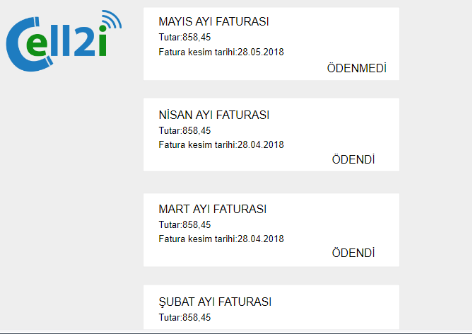 Cell2i
MAYIS AYI FATURASI
Tutar:858,45
Fatura kesim tarihi:28.05.2018
ÖDENMEDİ
NİSAN AYI FATURASI
Tutar:858,45
Fatura kesim tarihi:28.04.2018
ÖDENDİ
MART AYI FATURASI
Tutar:858,45
Fatura kesim tarihi:28.04.2018
ÖDENDİ
ŞUBAT AYI FATURASI
Tutar:858,45